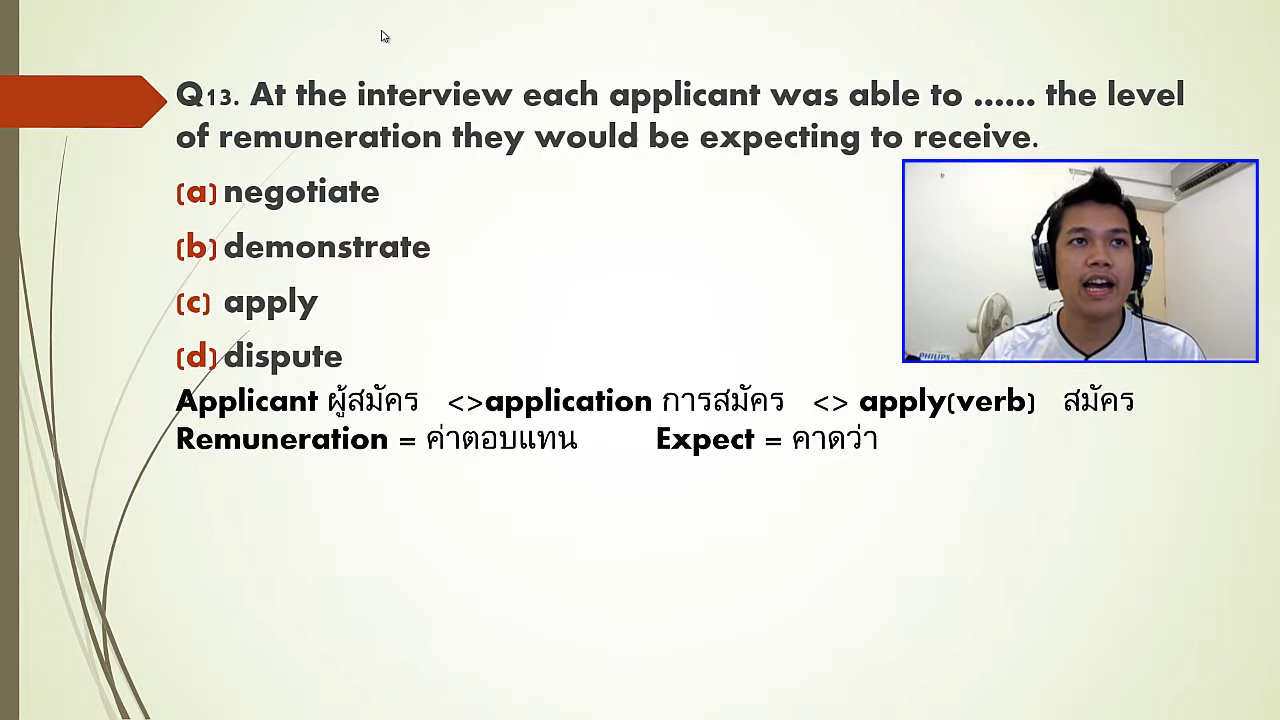 Q13. At the interview each applicant was able to ...... the level
of remuneration they would be expecting to receive.
(a) negotiate
(b) demonstrate
(c) apply
(d) dispute
Applicant ผู้สมัคร <>application การสมัคร <> apply(verb) สมัคร
Remuneration = ค่าตอบแทน Expect = คาดว่า
PHILIPS